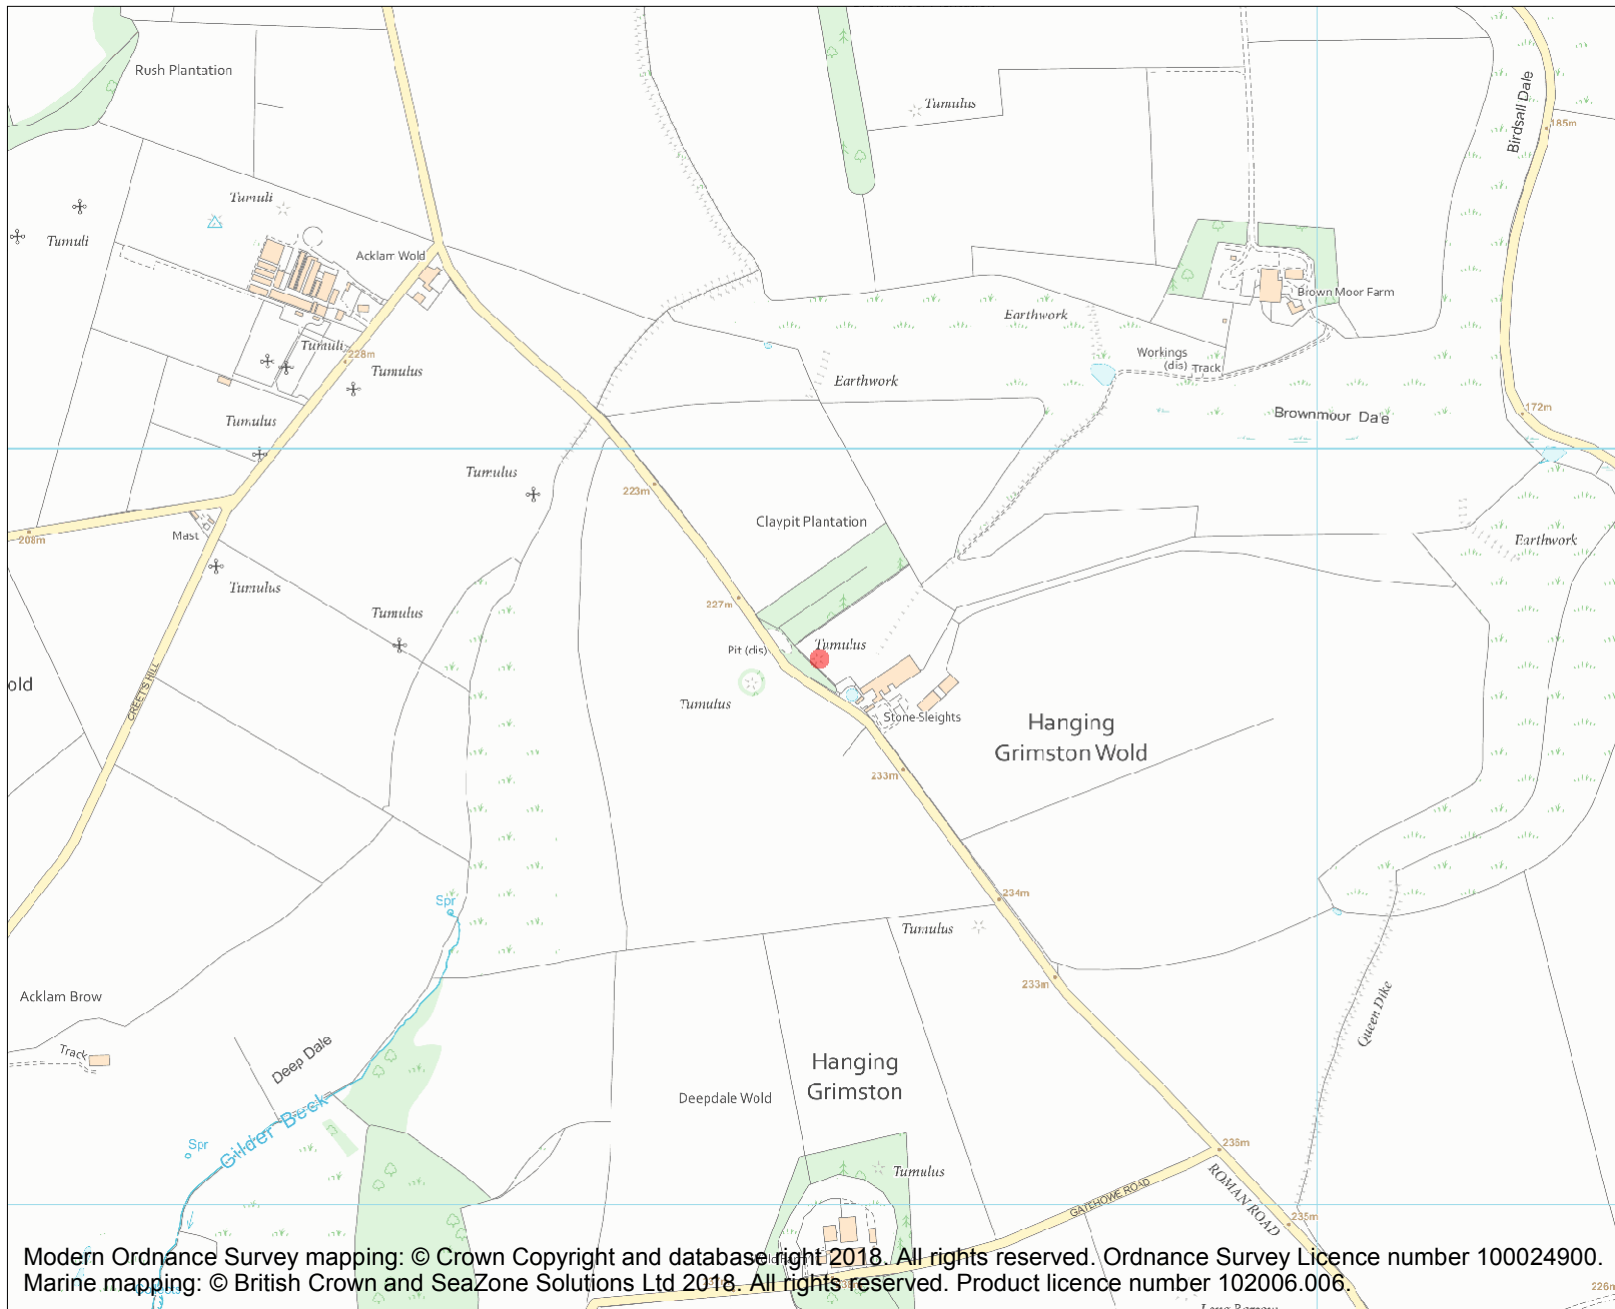 Rush Plantation
Tumulus
Birdsall Dale
185m
Tumuli
Tumuli
Acklam Wold
Brown Moor Farm
Earthwork
Tumuli
228m
Workings
(dis) Track
Tumulus
Earthwork
172m
Brownmoor Dale
Tumulus
Tumulus
223m
Claypit Plantation
208m
Mast
Earthwork
Tumulus
227m
Tumulus
Pit (dis)
Tumulus
old
CREET'S HILL
Tumulus
Stone Sleights
Hanging
Grimston Wold
233m
234m
Spr
Tumulus
233m
Acklam Brow
Queen Dike
Track
Deep Dale
Hanging
Grimston
Deepdale Wold
Gilder Beck
Spr
236m
Tumulus
GATEHOWE ROAD
ROMAN ROAD
235m
Modern Ordnance Survey mapping: © Crown Copyright and database right 2018. All rights reserved. Ordnance Survey Licence number 100024900.
Marine mapping: © British Crown and SeaZone Solutions Ltd 2018. All rights reserved. Product licence number 102006.006.